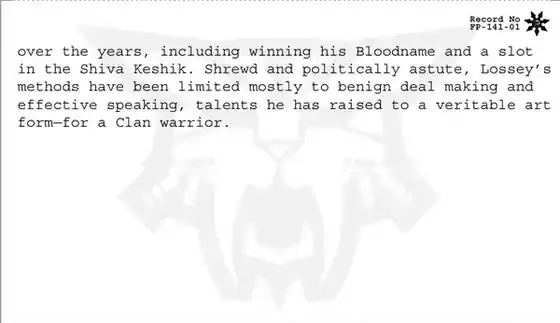 Record No
FP-141-01
over the years, including winning his Bloodname and a slot
in the Shiva Keshik. Shrewd and politically astute, Lossey’s
methods have been limited mostly to benign deal making and
effective speaking, talents he has raised to a veritable art
form—for a Clan warrior.